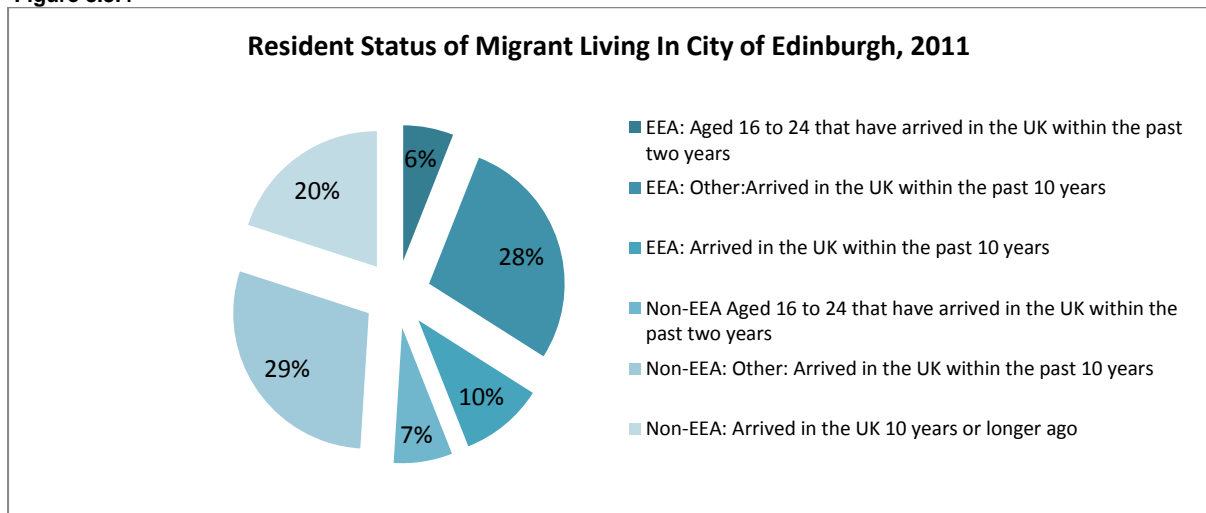 Resident Status of Migrant Living In City of Edinburgh, 2011
6%
28%
10%
7%
29%
20%
EEA: Aged 16 to 24 that have arrived in the UK within the past
two years
EEA: Other:Arrived in the UK within the past 10 years
EEA: Arrived in the UK within the past 10 years
Non-EEA Aged 16 to 24 that have arrived in the UK within the
past two years
Non-EEA: Other: Arrived in the UK within the past 10 years
Non-EEA: Arrived in the UK 10 years or longer ago